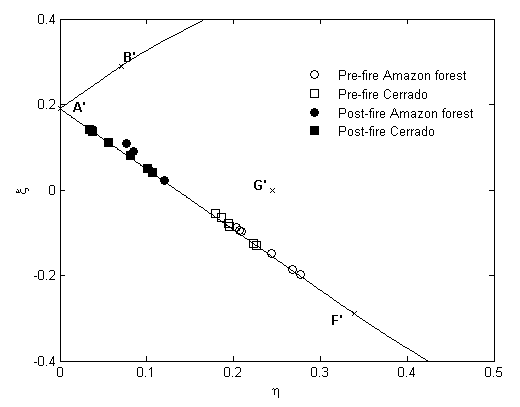 0.4
B'
Pre-fire Amazon forest
Pre-fire Cerrado
Post-fire Amazon forest
Post-fire Cerrado
0.2
A'
ξ
0
G'
-0.2
F'
-0.4
0
0.1
0.2
0.3
0.4
0.5
η